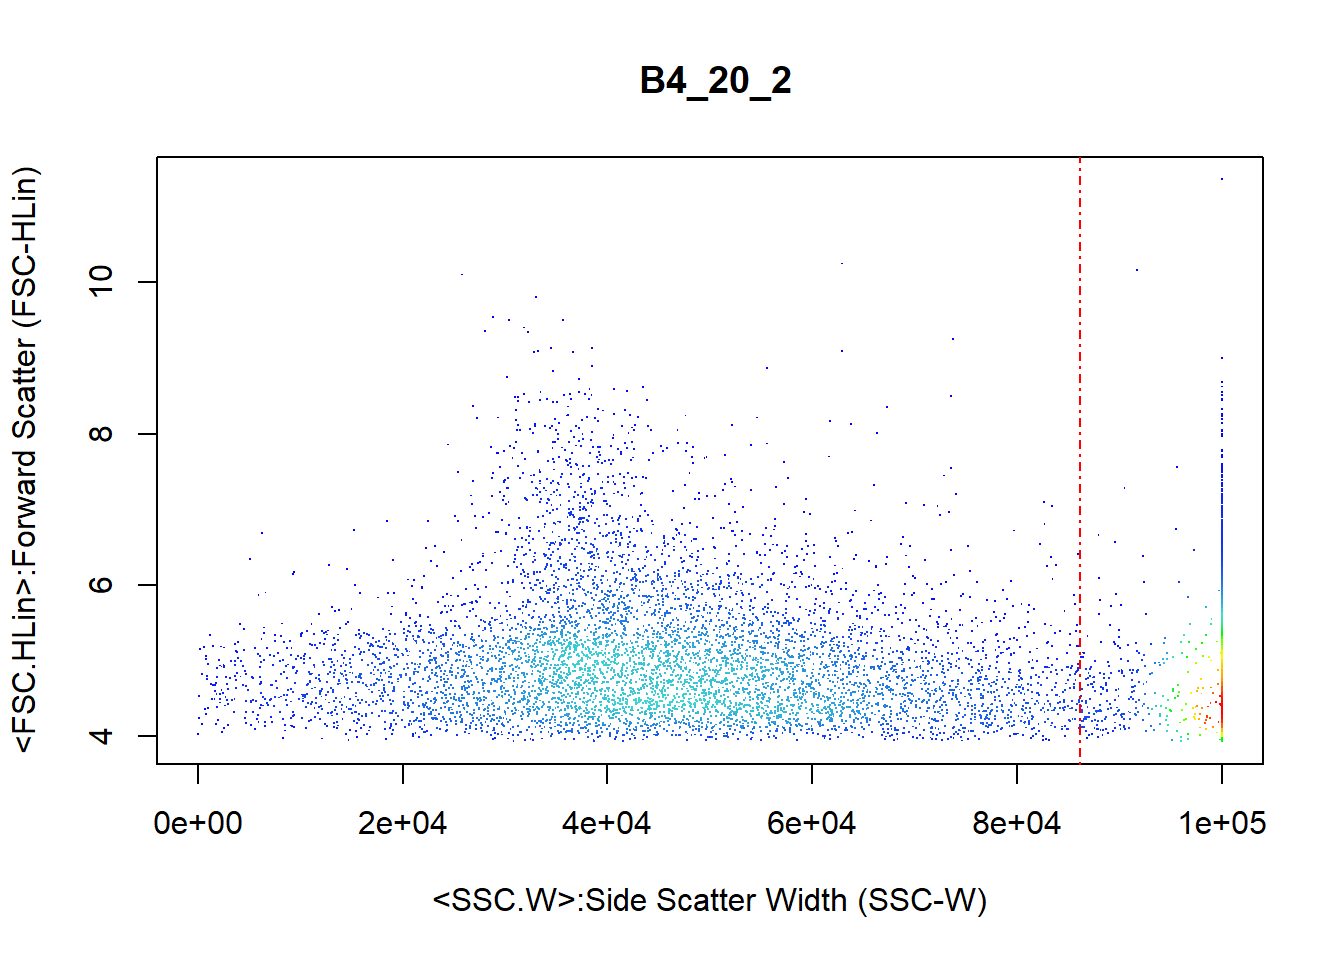 B4_20_2
<FSC.HLin>:Forward Scatter (FSC-HLin)
10
8
6
4
0e+00 2e+04 4e+04 6e+04 8e+04 1e+05
<SSC.W>:Side Scatter Width (SSC-W)